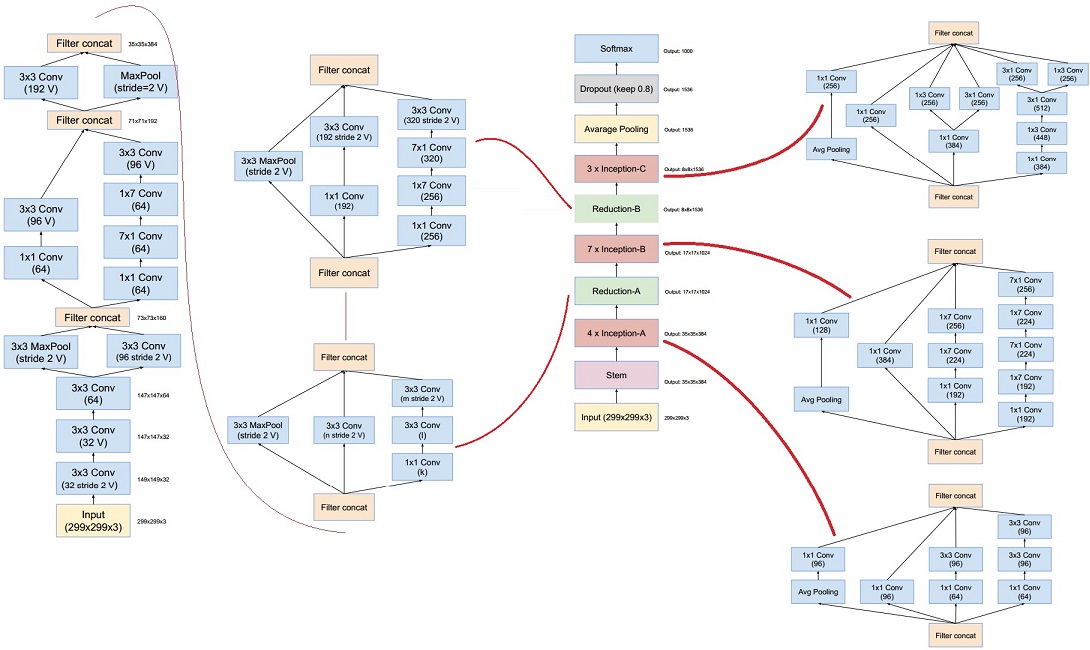 Filter concat
35x35x384
3x3 Conv
(192 V)
MaxPool
(stride=2 V)
Filter concat
71x71x192
3x3 Conv
(96 V)
1x7 Conv
(64)
3x3 Conv
(96 V)
7x1 Conv
(64)
1x1 Conv
(64)
1x1 Conv
(64)
Filter concat
73x73x160
3x3 MaxPool
(stride 2 V)
3x3 Conv
(96 stride 2 V)
3x3 Conv
(64)
147x147x64
3x3 Conv
(32 V)
147x147x32
3x3 Conv
(32 stride 2 V)
149x149x32
Input
(299x299x3)
299x299x3
Filter concat
3x3 Conv
(320 stride 2 V)
3x3 Conv
(192 stride 2 V)
7x1 Conv
(320)
3x3 MaxPool
(stride 2 V)
1x7 Conv
(256)
1x1 Conv
(192)
1x1 Conv
(256)
Filter concat
Filter concat
3x3 Conv
(m stride 2 V)
3x3 MaxPool
(stride 2 V)
3x3 Conv
(n stride 2 V)
3x3 Conv
(l)
1x1 Conv
(k)
Filter concat
Softmax
Output: 1000
Dropout (keep 0.8)
Output: 1536
Avarage Pooling
Output: 1536
3 x Inception-C
Output: 8x8x1536
Reduction-B
Output: 8x8x1536
7 x Inception-B
Output: 17x17x1024
Reduction-A
Output: 17x17x1024
4 x Inception-A
Output: 35x35x384
Stem
Output: 35x35x384
Input (299x299x3)
299x299x3
Filter concat
1x1 Conv
(256)
3x1 Conv
(256)
1x3 Conv
(256)
1x3 Conv
(256)
3x1 Conv
(256)
3x1 Conv
(512)
1x1 Conv
(256)
1x3 Conv
(448)
Avg Pooling
1x1 Conv
(384)
1x1 Conv
(384)
Filter concat
Filter concat
7x1 Conv
(256)
1x1 Conv
(128)
1x7 Conv
(256)
1x7 Conv
(224)
1x1 Conv
(384)
1x7 Conv
(224)
7x1 Conv
(224)
1x7 Conv
(192)
Avg Pooling
1x1 Conv
(192)
1x1 Conv
(192)
Filter concat
Filter concat
3x3 Conv
(96)
1x1 Conv
(96)
3x3 Conv
(96)
3x3 Conv
(96)
Avg Pooling
1x1 Conv
(96)
1x1 Conv
(64)
1x1 Conv
(64)
Filter concat